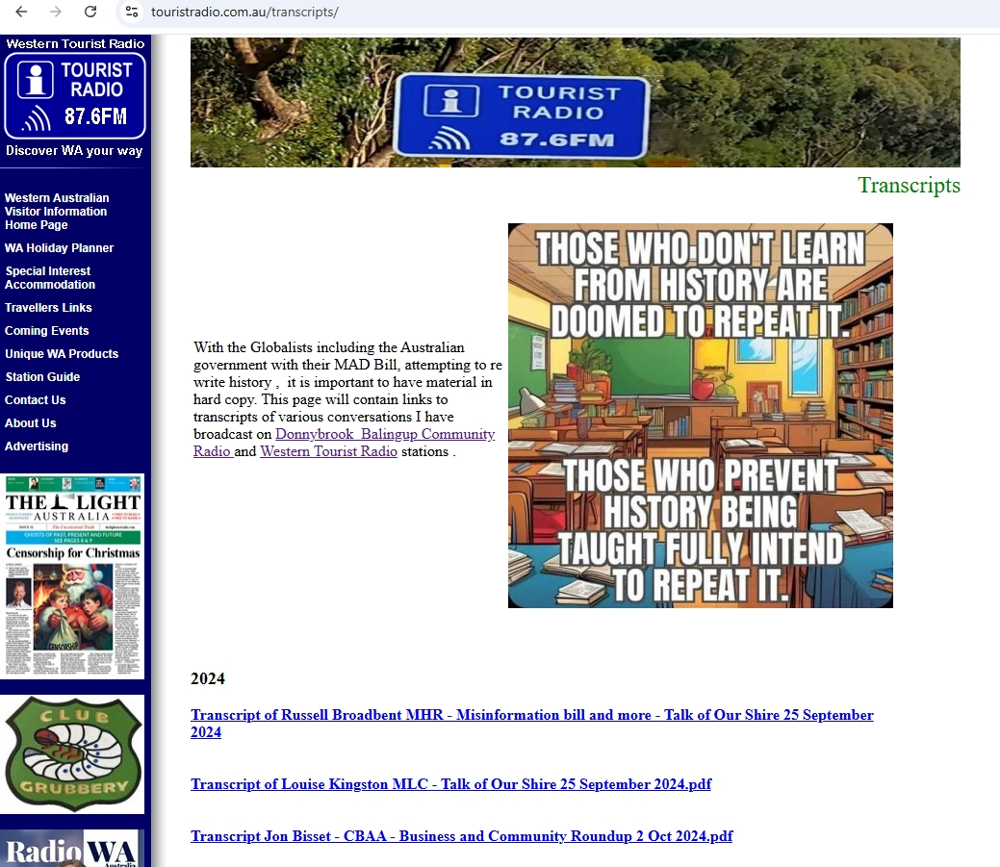 touristradio.com.au/transcripts/
Western Tourist Radio
i TOURIST
RADIO
87.6FM
Discover WA your way
Western Australian
Visitor Information
Home Page
WA Holiday Planner
Special Interest
Accommodation
Travellers Links
Coming Events
Unique WA Products
Station Guide
Contact Us
About Us
Advertising
THE LIGHT
AUSTRALIA
The Uncensored Truth
GHOSTS OF PAST, PRESENT AND FUTURE
SEE PAGES 8 & 9
Censorship for Christmas
CENSORSHIP
CLUB
GRUBBERY
Radio WA
Australia
i TOURIST
RADIO
87.6FM
Transcripts
With the Globalists including the Australian
government with their MAD Bill, attempting to re
write history ,  it is important to have material in
hard copy. This page will contain links to
transcripts of various conversations I have
broadcast on Donnybrook  Balingup Community
Radio and Western Tourist Radio stations .
THOSE WHO DON'T LEARN
FROM HISTORY ARE
DOOMED TO REPEAT IT.
THOSE WHO PREVENT
HISTORY BEING
TAUGHT FULLY INTEND
TO REPEAT IT.
2024
Transcript of Russell Broadbent MHR - Misinformation bill and more - Talk of Our Shire 25 September
2024
Transcript of Louise Kingston MLC - Talk of Our Shire 25 September 2024.pdf
Transcript Jon Bisset - CBAA - Business and Community Roundup 2 Oct 2024.pdf